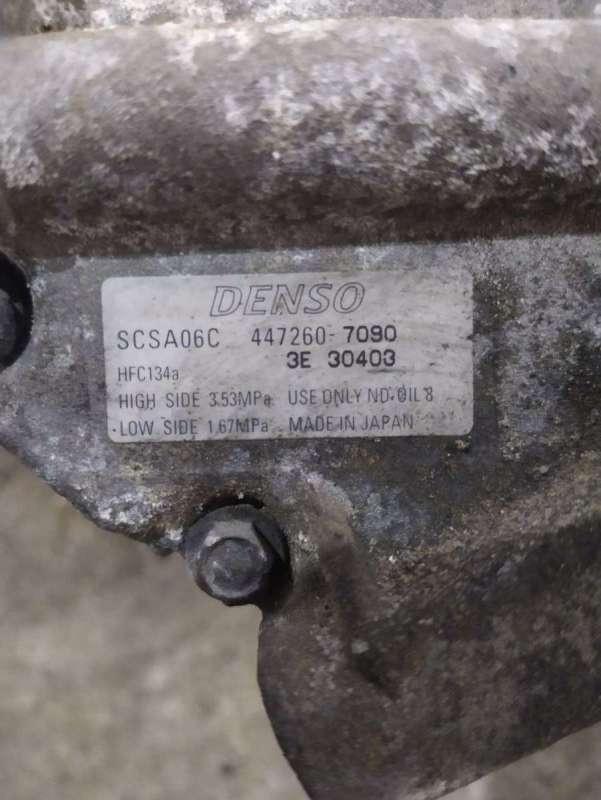 DENSO
SCSA06C 447260-7090
3E 30403
HFC134a
HIGH SIDE 3.53MPa USE ONLY ND-OIL 8
LOW SIDE 1.67MPa MADE IN JAPAN